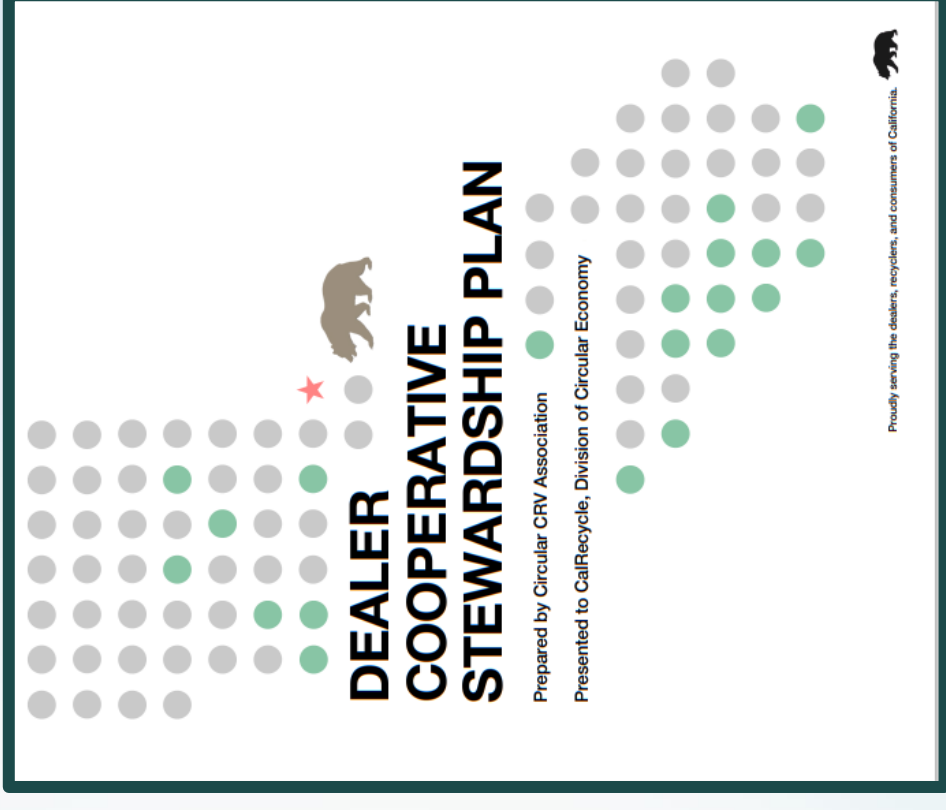 DEALER
COOPERATIVE
STEWARDSHIP PLAN
Prepared by Circular CRV Association
Presented to CalRecycle, Division of Circular Economy
Proudly serving the dealers, recyclers, and consumers of California.